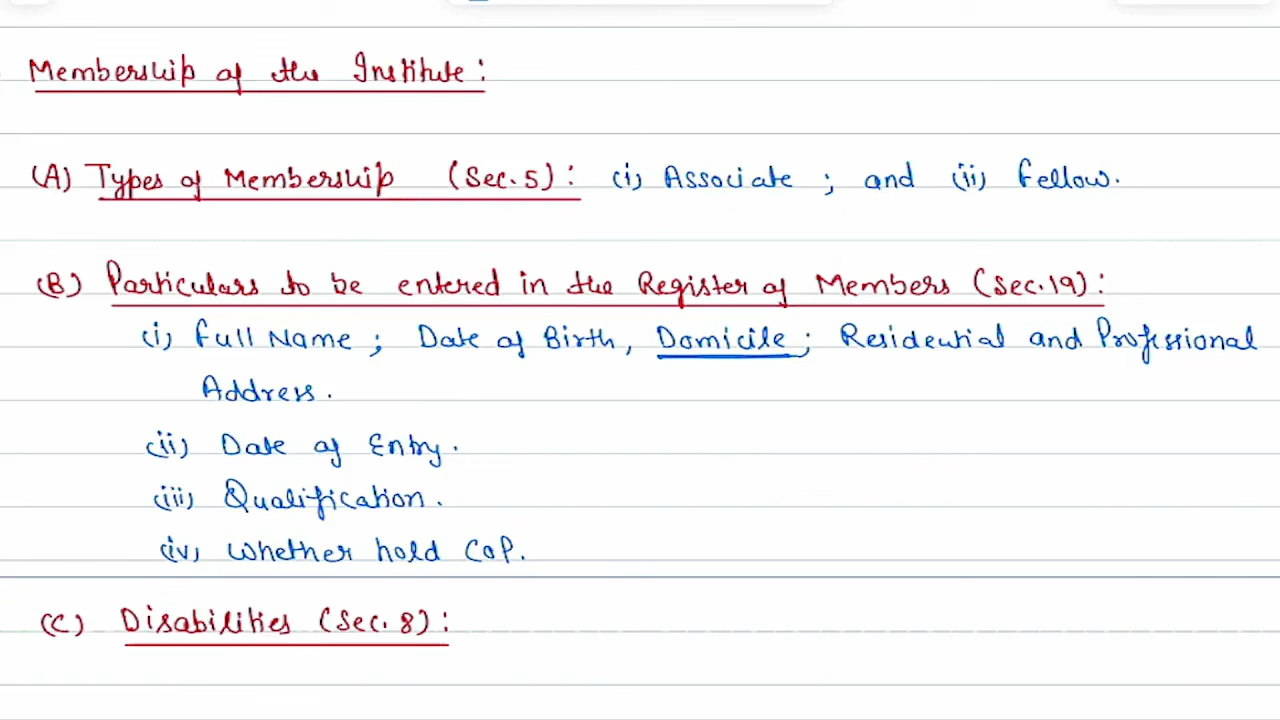 Membership of the Institute:
(A) Types of Membership (Sec. 5): (i) Associate; and (ii) Fellow.
(B) Particulars to be entered in the Register of Members (Sec. 19):
(i) Full Name; Date of Birth, Domicile; Residential and Professional
Address.
(ii) Date of Entry.
(iii) Qualification.
(iv) Whether hold COP.
(C) Disabilities (Sec. 8):